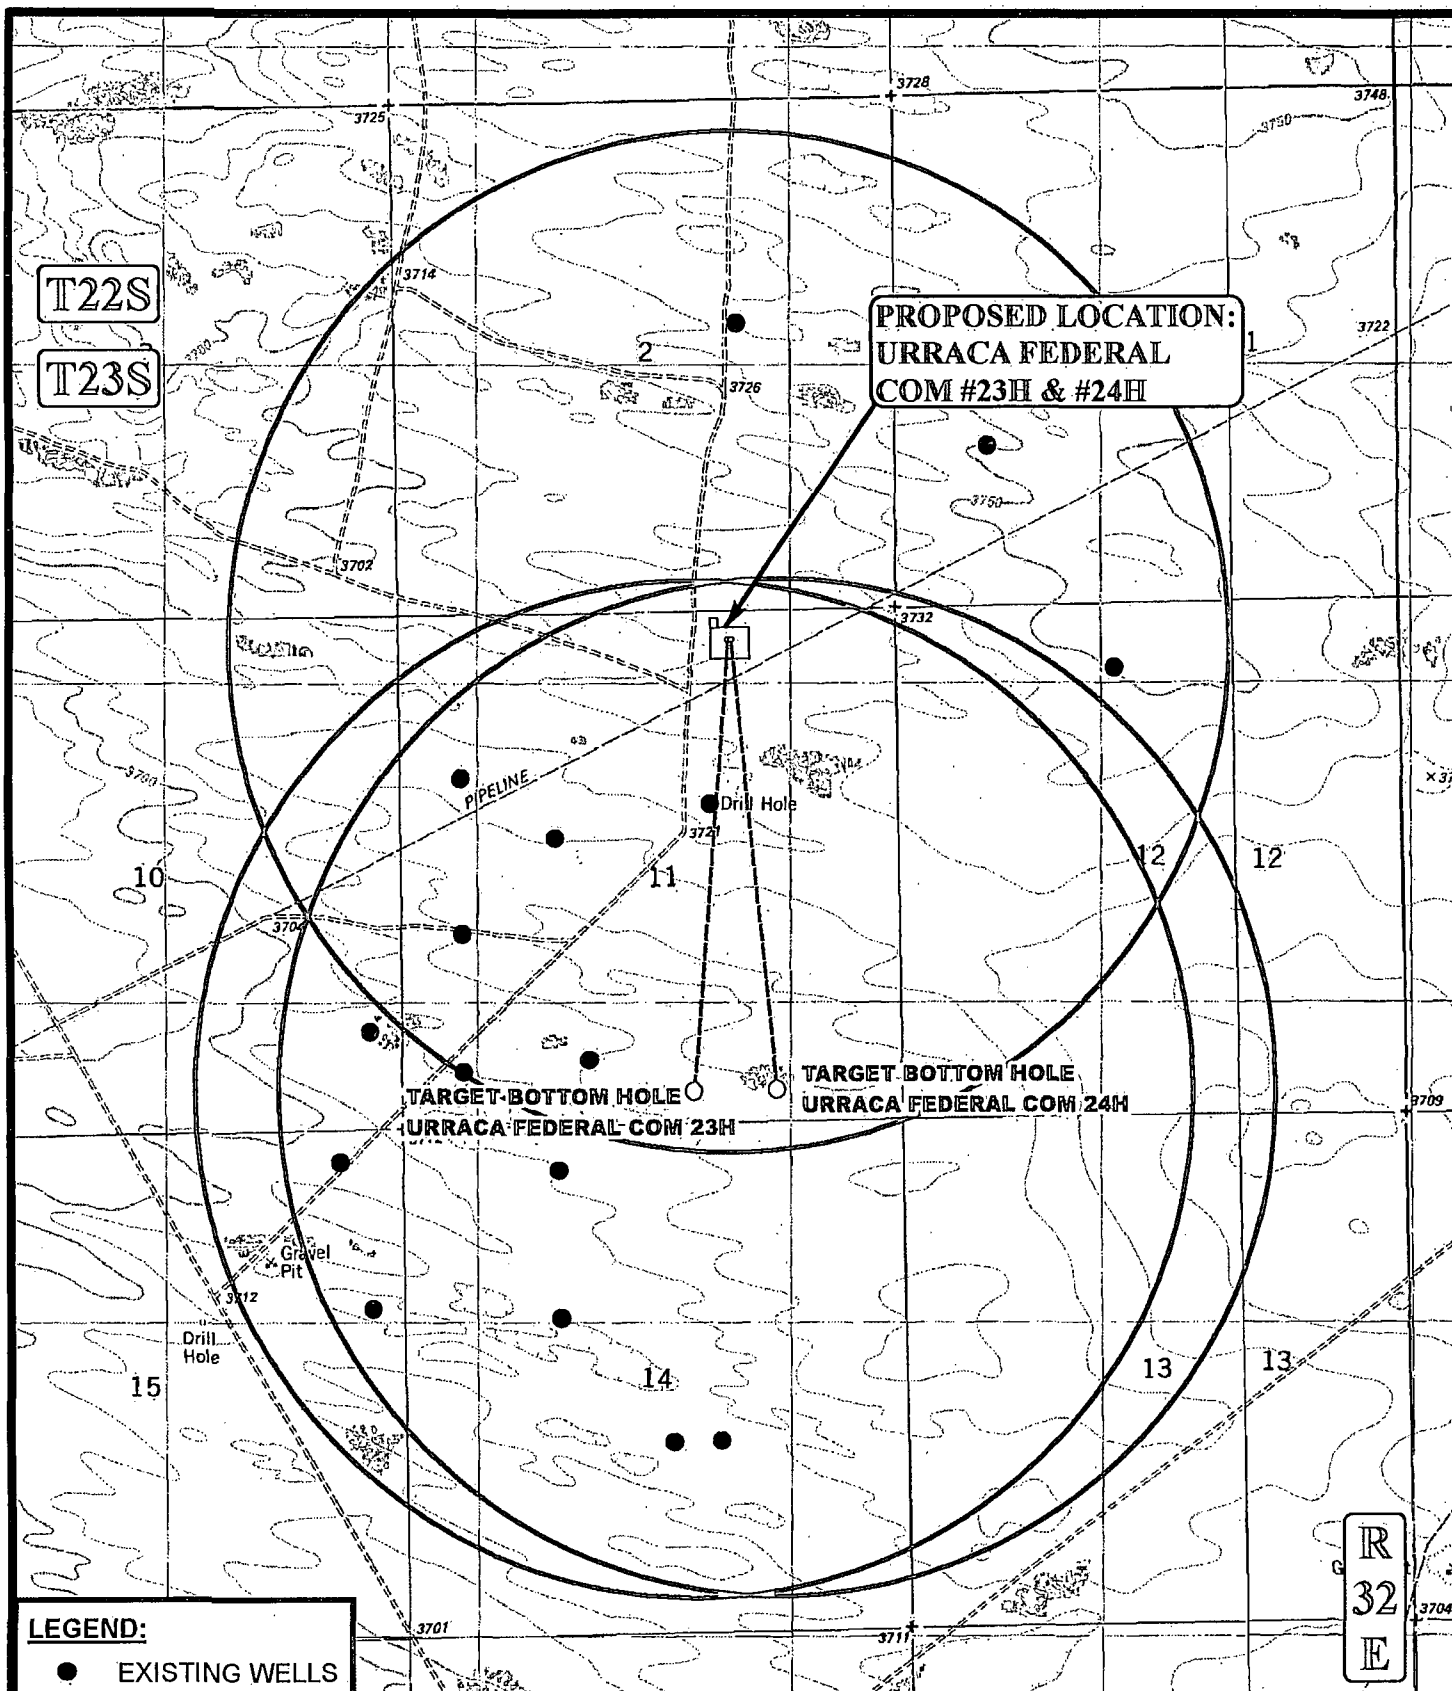 3728
3748
3725
3750
T22S
3714
PROPOSED LOCATION:
URRACA FEDERAL
COM #23H & #24H
3722
1
2
3700
T23S
3726
3750
3702
3732
3700
PIPELINE
Drill Hole
3721
10
11
12
12
3704
TARGET BOTTOM HOLE
URRACA FEDERAL COM 23H
TARGET BOTTOM HOLE
URRACA FEDERAL COM 24H
3709
Gravel
Pit
3712
Drill
Hole
15
14
13
13
R
32
E
3704
3701
3711
LEGEND:
EXISTING WELLS